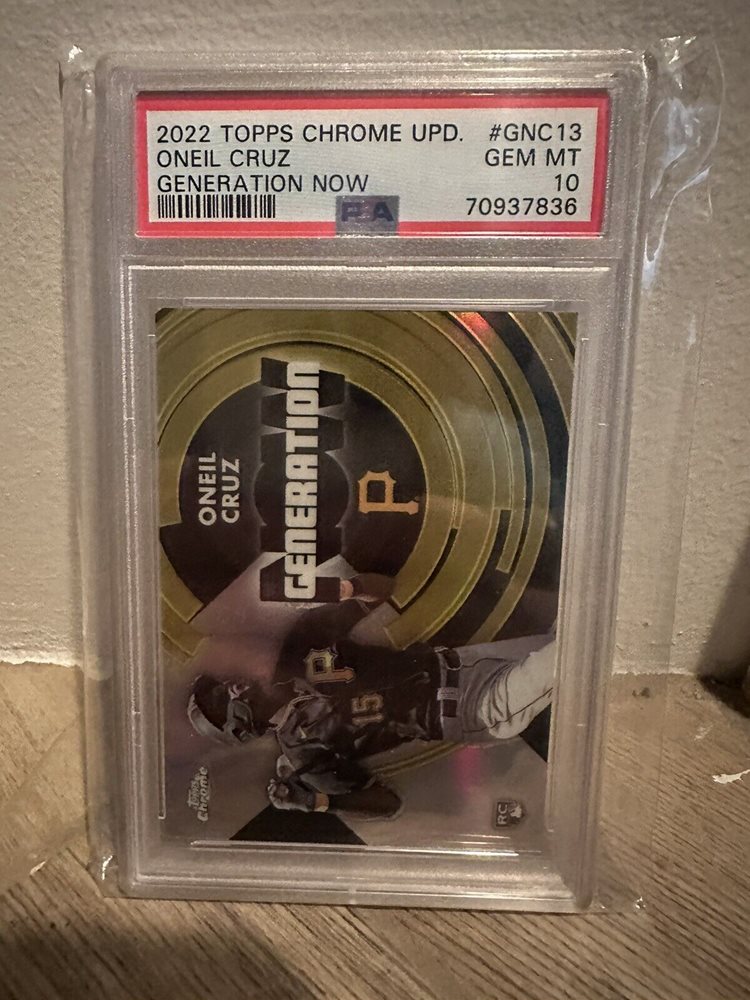 2022 TOPPS CHROME UPD. #GNC13
ONEIL CRUZ GEM MT
GENERATION NOW 10
70937836
PSA
ONEIL
CRUZ
GENERATION
P
P
15
Topps
Chrome
RC